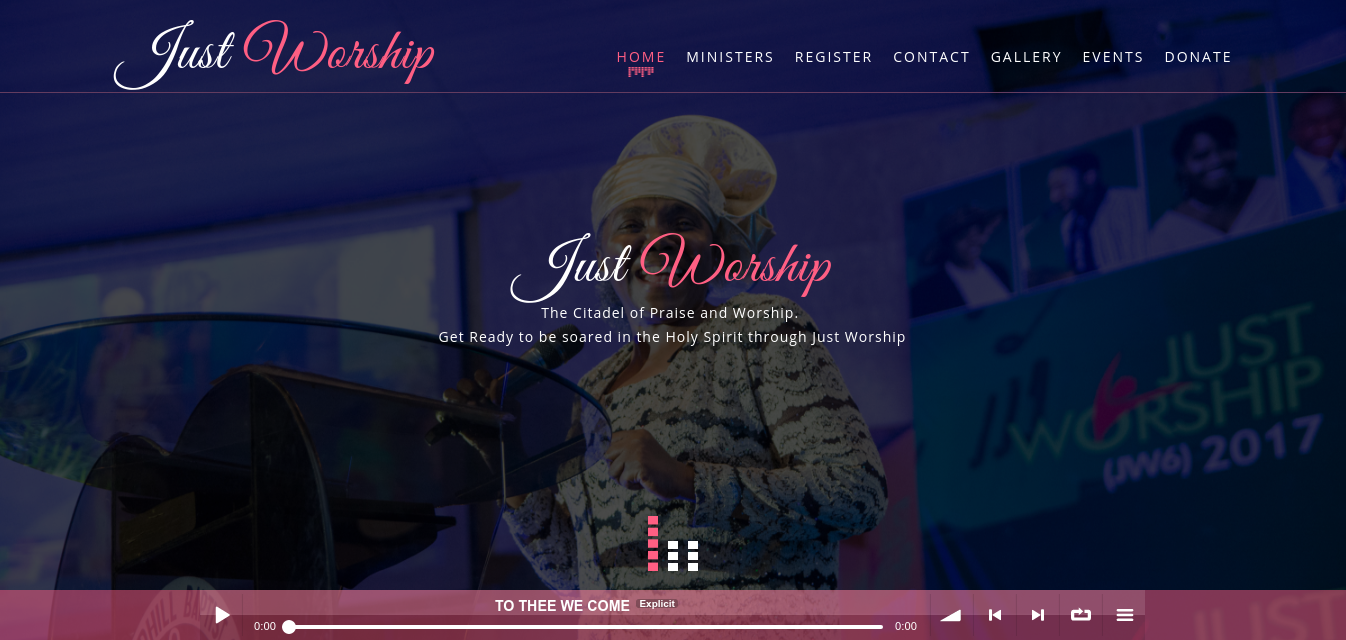 Just Worship
HOME MINISTERS REGISTER CONTACT GALLERY EVENTS DONATE
Just Worship
The Citadel of Praise and Worship.
Get Ready to be soared in the Holy Spirit through Just Worship
JUST
WORSHIP
(JW6) 2017
TO THEE WE COME Explicit
0:00 0:00